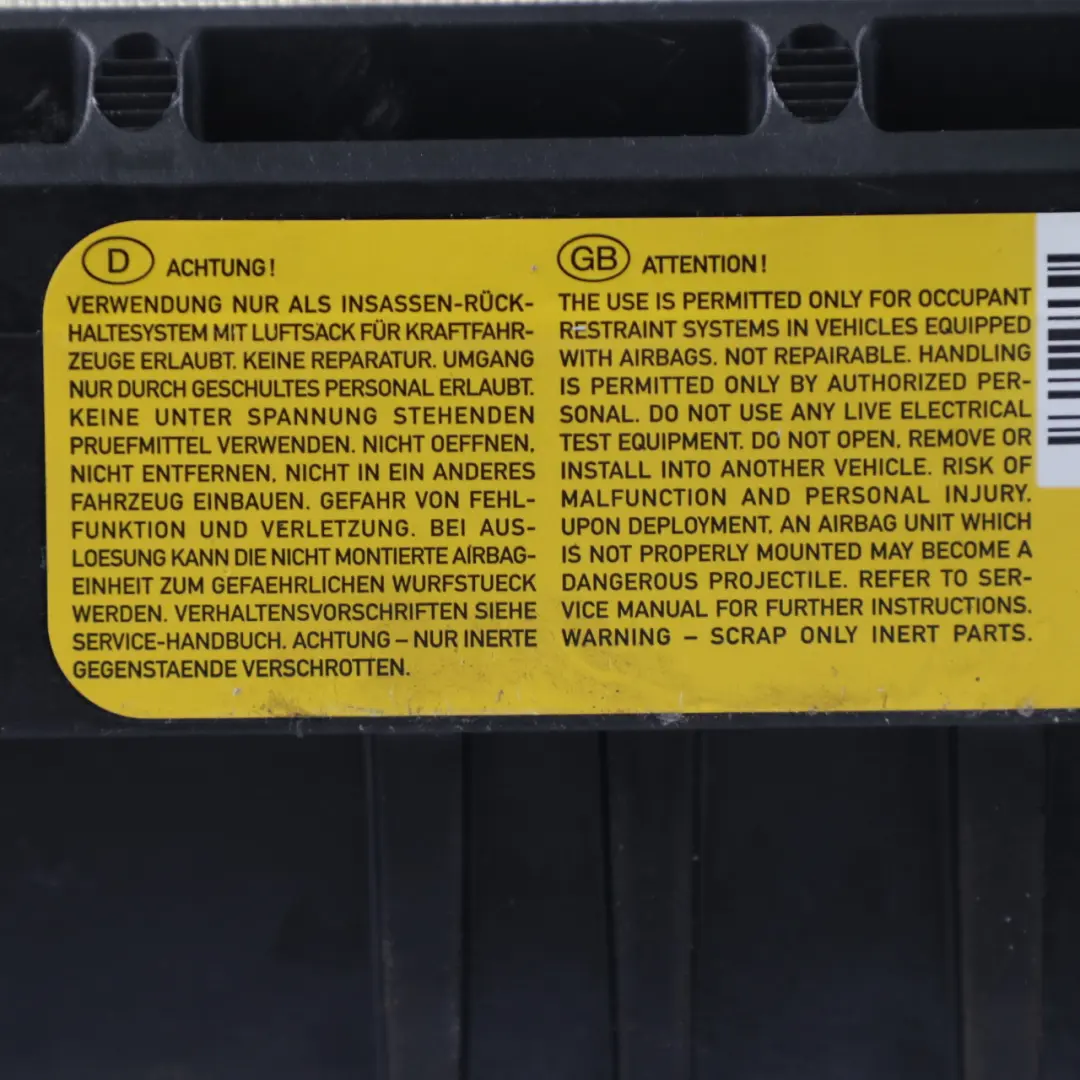 D ACHTUNG!
VERWENDUNG NUR ALS INSASSEN-RÜCK-
HALTESYSTEM MIT LUFTSACK FÜR KRAFTFAHR-
ZEUGE ERLAUBT. KEINE REPARATUR. UMGANG
NUR DURCH GESCHULTES PERSONAL ERLAUBT.
KEINE UNTER SPANNUNG STEHENDEN
PRUEFMITTEL VERWENDEN. NICHT OEFFNEN,
NICHT ENTFERNEN, NICHT IN EIN ANDERES
FAHRZEUG EINBAUEN. GEFAHR VON FEHL-
FUNKTION UND VERLETZUNG. BEI AUS-
LOESUNG KANN DIE NICHT MONTIERTE AIRBAG-
EINHEIT ZUM GEFAEHRLICHEN WURFSTUECK
WERDEN. VERHALTENSVORSCHRIFTEN SIEHE
SERVICE-HANDBUCH. ACHTUNG – NUR INERTE
GEGENSTAENDE VERSCHROTTEN.
GB ATTENTION!
THE USE IS PERMITTED ONLY FOR OCCUPANT
RESTRAINT SYSTEMS IN VEHICLES EQUIPPED
WITH AIRBAGS. NOT REPAIRABLE. HANDLING
IS PERMITTED ONLY BY AUTHORIZED PER-
SONAL. DO NOT USE ANY LIVE ELECTRICAL
TEST EQUIPMENT. DO NOT OPEN, REMOVE OR
INSTALL INTO ANOTHER VEHICLE. RISK OF
MALFUNCTION AND PERSONAL INJURY.
UPON DEPLOYMENT, AN AIRBAG UNIT WHICH
IS NOT PROPERLY MOUNTED MAY BECOME A
DANGEROUS PROJECTILE. REFER TO SER-
VICE MANUAL FOR FURTHER INSTRUCTIONS.
WARNING – SCRAP ONLY INERT PARTS.